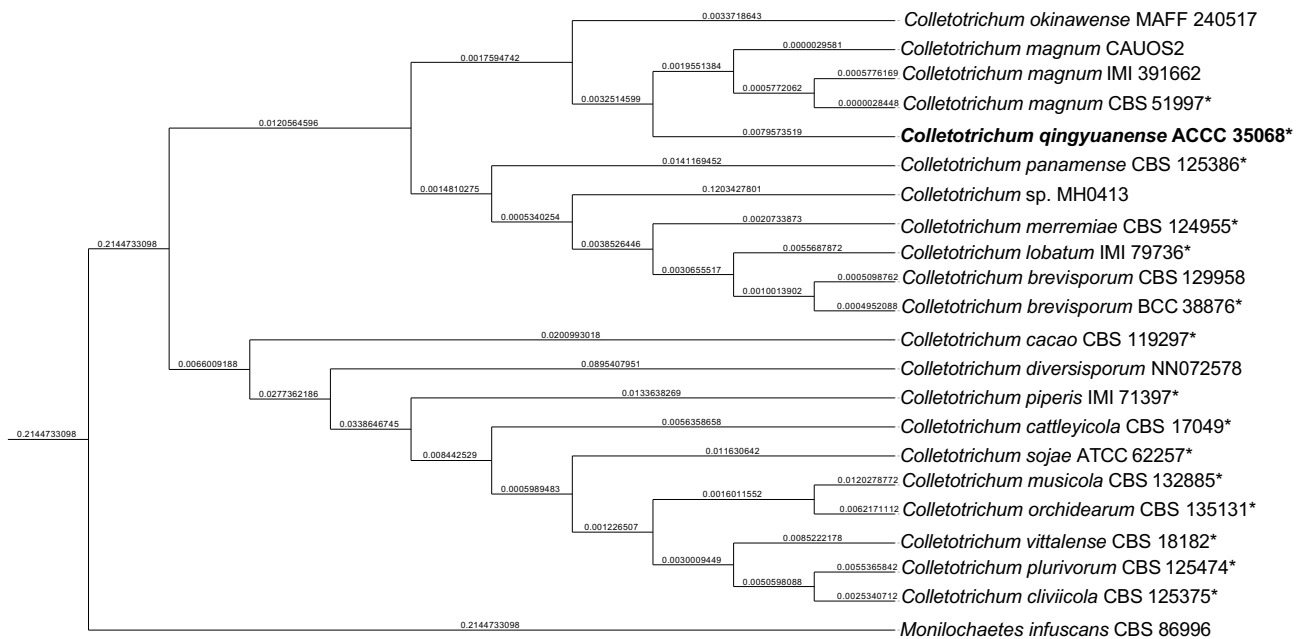 0.0033718643 Colletotrichum okinawense MAFF 240517
0.0000029581 Colletotrichum magnum CAUOS2
0.0017594742
0.0019551384
0.0005776169 Colletotrichum magnum IMI 391662
0.0005772062
0.0000028448 Colletotrichum magnum CBS 51997*
0.0032514599
0.0120564596
0.0079573519 Colletotrichum qingyuanense ACCC 35068*
0.0141169452 Colletotrichum panamense CBS 125386*
0.0014810275
0.1203427801 Colletotrichum sp. MH0413
0.0005340254
0.0020733873 Colletotrichum merremiae CBS 124955*
0.2144733098
0.0038526446
0.0055687872 Colletotrichum lobatum IMI 79736*
0.0030655517
0.0005098762 Colletotrichum brevisporum CBS 129958
0.0010013902
0.0004952088 Colletotrichum brevisporum BCC 38876*
0.0200993018 Colletotrichum cacao CBS 119297*
0.0066009188
0.0895407951 Colletotrichum diversisporum NN072578
0.0277362186
0.0133638269 Colletotrichum piperis IMI 71397*
0.0338646745
0.0056358658 Colletotrichum cattleyicola CBS 17049*
0.2144733098
0.008442529
0.011630642 Colletotrichum sojae ATCC 62257*
0.0120278772 Colletotrichum musicola CBS 132885*
0.0005989483
0.0016011552
0.0062171112 Colletotrichum orchidearum CBS 135131*
0.001226507
0.0085222178 Colletotrichum vittalense CBS 18182*
0.0030009449
0.0055365842 Colletotrichum plurivorum CBS 125474*
0.0050598088
0.0025340712 Colletotrichum cliviicola CBS 125375*
0.2144733098 Monilochaetes infuscans CBS 86996